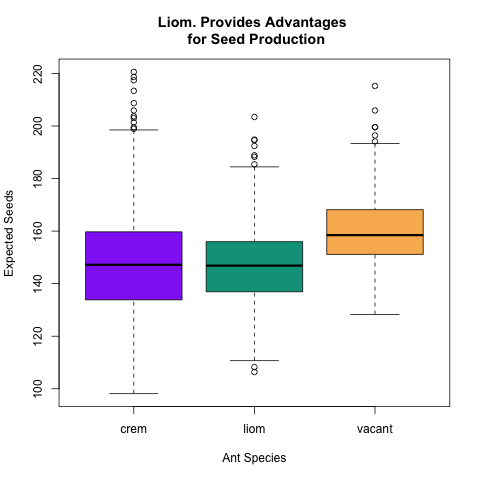 Liom. Provides Advantages
for Seed Production
Expected Seeds
220
200
180
160
140
120
100
crem liom vacant
Ant Species